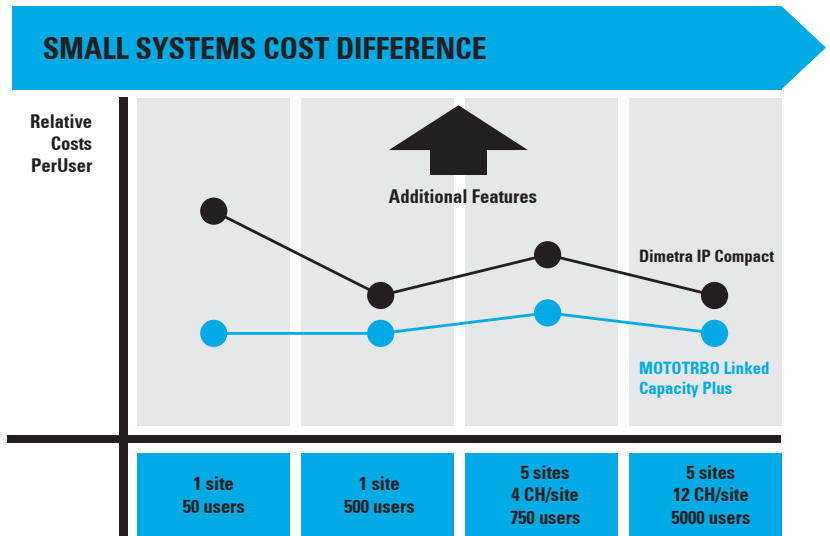 SMALL SYSTEMS COST DIFFERENCE
Relative
Costs
PerUser
Additional Features
Dimetra IP Compact
MOTOTRBO Linked
Capacity Plus
1 site
50 users
1 site
500 users
5 sites
4 CH/site
750 users
5 sites
12 CH/site
5000 users